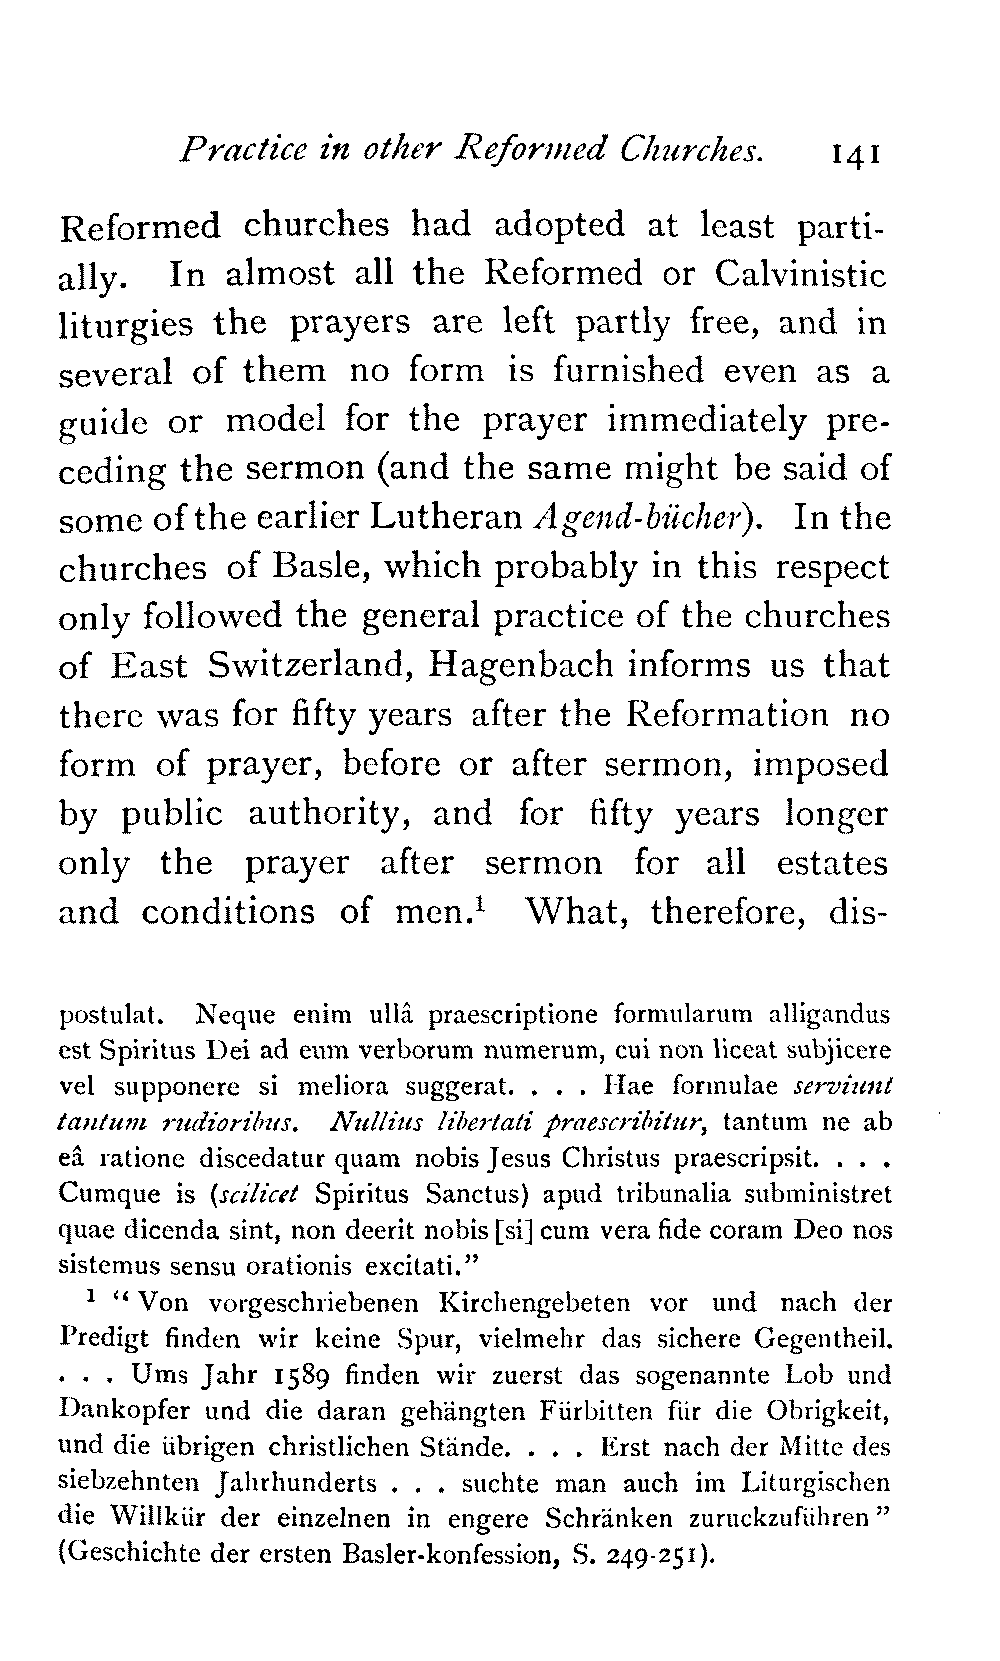 Practice in other Reformed Churches. 141
Reformed churches had adopted at least parti-
ally. In almost all the Reformed or Calvinistic
liturgies the prayers are left partly free, and in
several of them no form is furnished even as a
guide or model for the prayer immediately pre-
ceding the sermon (and the same might be said of
some of the earlier Lutheran Agend-bücher). In the
churches of Basle, which probably in this respect
only followed the general practice of the churches
of East Switzerland, Hagenbach informs us that
there was for fifty years after the Reformation no
form of prayer, before or after sermon, imposed
by public authority, and for fifty years longer
only the prayer after sermon for all estates
and conditions of men.¹ What, therefore, dis-
postulat. Neque enim ullâ praescriptione formularum alligandus
est Spiritus Dei ad eum verborum numerum, cui non liceat subjicere
vel supponere si meliora suggerat. . . . Hae formulae serviunt
tantum rudioribus. Nullius libertati praescribitur, tantum ne ab
eâ ratione discedatur quam nobis Jesus Christus praescripsit. . . .
Cumque is (scilicet Spiritus Sanctus) apud tribunalia subministret
quae dicenda sint, non deerit nobis [si] cum vera fide coram Deo nos
sistemus sensu orationis excitati.”
¹ “Von vorgeschriebenen Kirchengebeten vor und nach der
Predigt finden wir keine Spur, vielmehr das sichere Gegentheil.
. . . Ums Jahr 1589 finden wir zuerst das sogenannte Lob und
Dankopfer und die daran gehängten Fürbitten für die Obrigkeit,
und die übrigen christlichen Stände. . . . Erst nach der Mitte des
siebzehnten Jahrhunderts . . . suchte man auch im Liturgischen
die Willkür der einzelnen in engere Schränken zuruckzuführen”
(Geschichte der ersten Basler-konfession, S. 249-251).